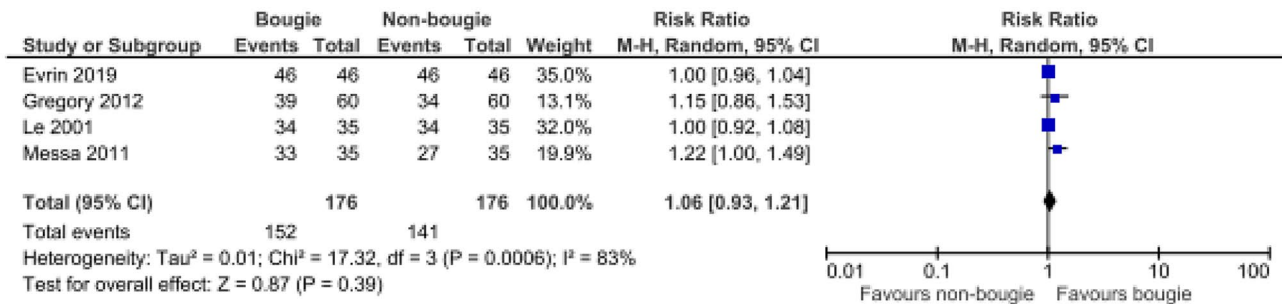 Bougie Non-bougie Risk Ratio Risk Ratio
Study or Subgroup Events Total Events Total Weight M-H, Random, 95% CI M-H, Random, 95% CI
Evrin 2019 46 46 46 46 35.0% 1.00 [0.96, 1.04]
Gregory 2012 39 60 34 60 13.1% 1.15 [0.86, 1.53]
Le 2001 34 35 34 35 32.0% 1.00 [0.92, 1.08]
Messa 2011 33 35 27 35 19.9% 1.22 [1.00, 1.49]
Total (95% CI) 176 176 100.0% 1.06 [0.93, 1.21]
Total events 152 141
Heterogeneity: Tau² = 0.01; Chi² = 17.32, df = 3 (P = 0.0006); I² = 83%
Test for overall effect: Z = 0.87 (P = 0.39)
0.01 0.1 1 10 100
Favours non-bougie Favours bougie